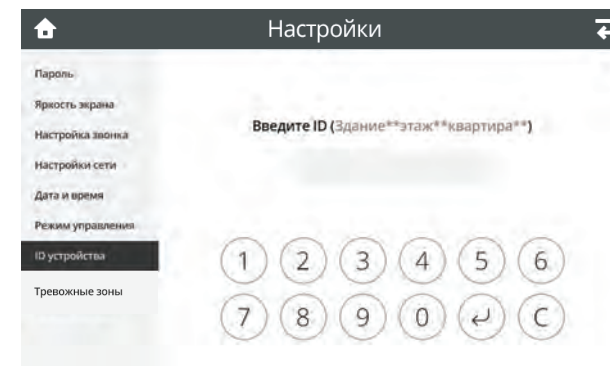 Настройки
Пароль
Яркость экрана
Настройка звонка
Настройки сети
Дата и время
Режим управления
ID устройства
Тревожные зоны
Введите ID (Здание**этаж**квартира**)
1 2 3 4 5 6
7 8 9 0 C